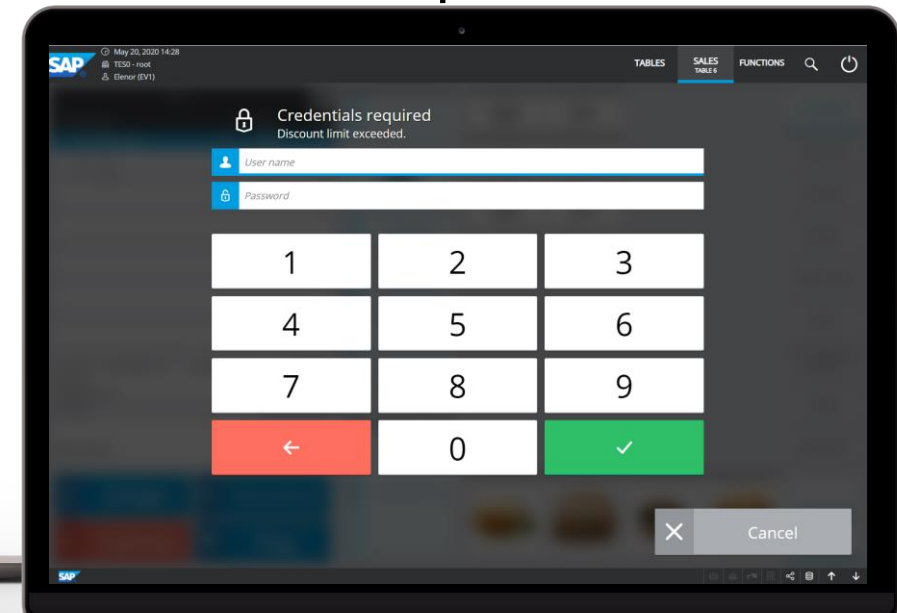 SAP
May 20, 2020 14:28
TES0 - root
Elenor (EV1)
TABLES
SALES
TABLE 6
FUNCTIONS
Credentials required
Discount limit exceeded.
User name
Password
1 2 3
4 5 6
7 8 9
0
Cancel
SAP